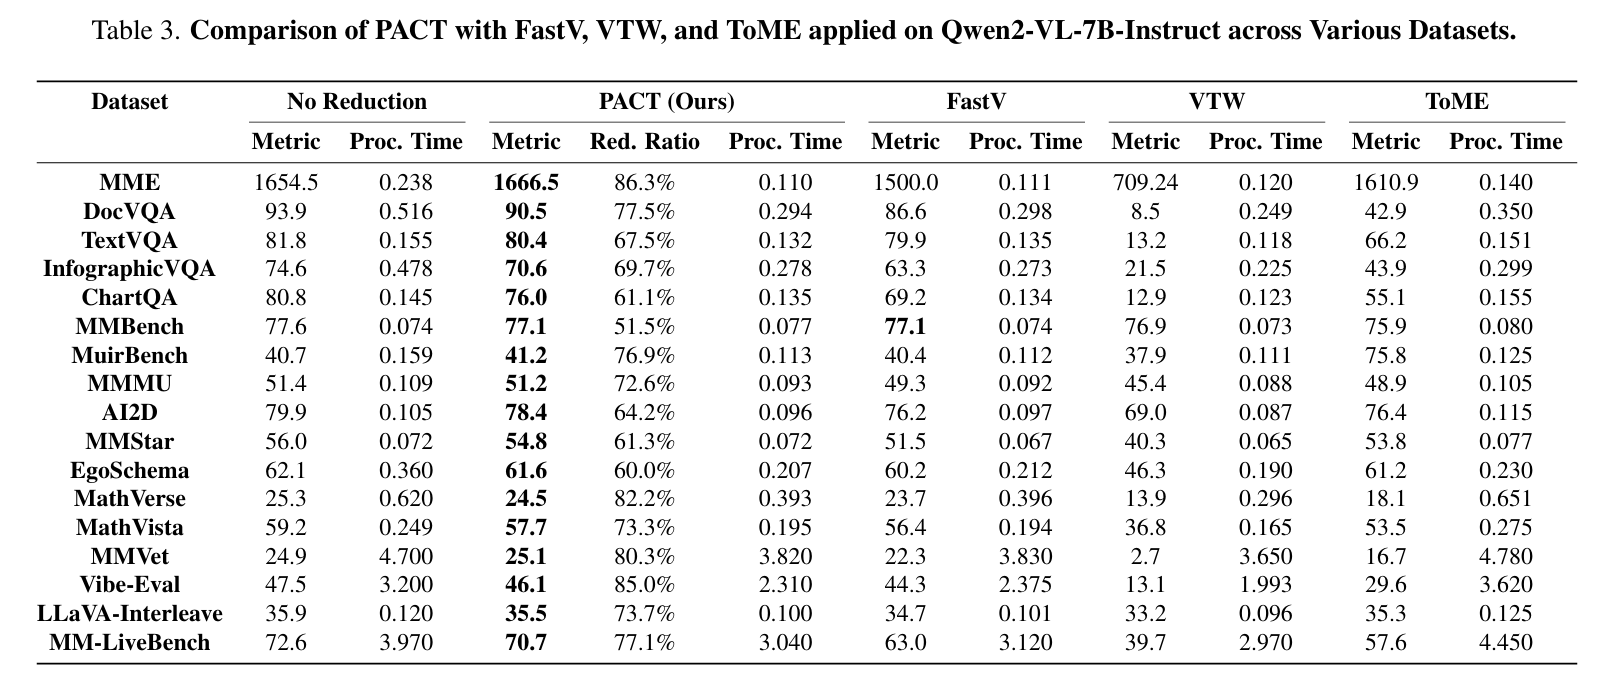 Table 3. Comparison of PACT with FastV, VTW, and ToME applied on Qwen2-VL-7B-Instruct across Various Datasets.
Dataset No Reduction PACT (Ours) FastV VTW ToME
Metric Proc. Time Metric Red. Ratio Proc. Time Metric Proc. Time Metric Proc. Time Metric Proc. Time
MME 1654.5 0.238 1666.5 86.3% 0.110 1500.0 0.111 709.24 0.120 1610.9 0.140
DocVQA 93.9 0.516 90.5 77.5% 0.294 86.6 0.298 8.5 0.249 42.9 0.350
TextVQA 81.8 0.155 80.4 67.5% 0.132 79.9 0.135 13.2 0.118 66.2 0.151
InfographicVQA 74.6 0.478 70.6 69.7% 0.278 63.3 0.273 21.5 0.225 43.9 0.299
ChartQA 80.8 0.145 76.0 61.1% 0.135 69.2 0.134 12.9 0.123 55.1 0.155
MMBench 77.6 0.074 77.1 51.5% 0.077 77.1 0.074 76.9 0.073 75.9 0.080
MuirBench 40.7 0.159 41.2 76.9% 0.113 40.4 0.112 37.9 0.111 75.8 0.125
MMMU 51.4 0.109 51.2 72.6% 0.093 49.3 0.092 45.4 0.088 48.9 0.105
AI2D 79.9 0.105 78.4 64.2% 0.096 76.2 0.097 69.0 0.087 76.4 0.115
MMStar 56.0 0.072 54.8 61.3% 0.072 51.5 0.067 40.3 0.065 53.8 0.077
EgoSchema 62.1 0.360 61.6 60.0% 0.207 60.2 0.212 46.3 0.190 61.2 0.230
MathVerse 25.3 0.620 24.5 82.2% 0.393 23.7 0.396 13.9 0.296 18.1 0.651
MathVista 59.2 0.249 57.7 73.3% 0.195 56.4 0.194 36.8 0.165 53.5 0.275
MMVet 24.9 4.700 25.1 80.3% 3.820 22.3 3.830 2.7 3.650 16.7 4.780
Vibe-Eval 47.5 3.200 46.1 85.0% 2.310 44.3 2.375 13.1 1.993 29.6 3.620
LLaVA-Interleave 35.9 0.120 35.5 73.7% 0.100 34.7 0.101 33.2 0.096 35.3 0.125
MM-LiveBench 72.6 3.970 70.7 77.1% 3.040 63.0 3.120 39.7 2.970 57.6 4.450